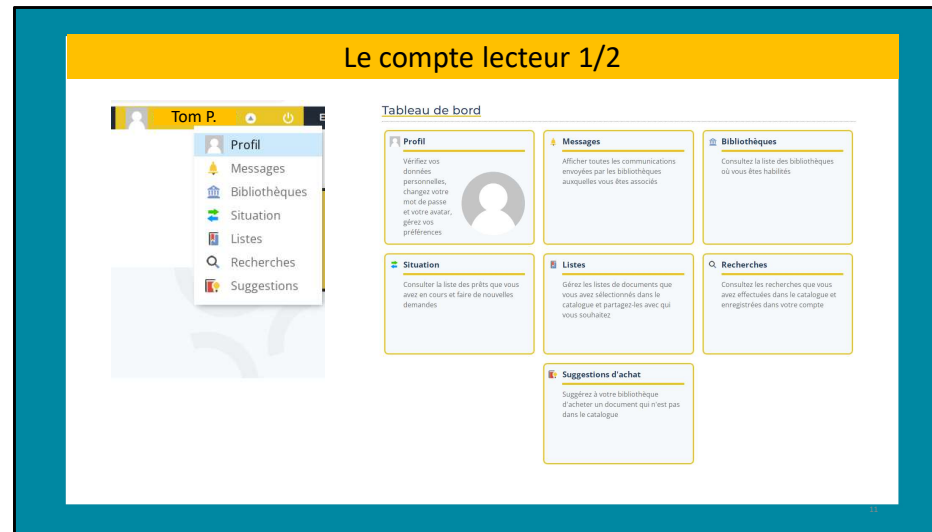 Le compte lecteur 1/2
Tom P.
E
Profil
Messages
Bibliothèques
Situation
Listes
Recherches
Suggestions
Tableau de bord
Profil
Vérifiez vos
données
personnelles,
changez votre
mot de passe
et votre avatar,
gérez vos
préférences
Messages
Afficher toutes les communications
envoyées par les bibliothèques
auxquelles vous êtes associés
Bibliothèques
Consultez la liste des bibliothèques
où vous êtes habilités
Situation
Consulter la liste des prêts que vous
avez en cours et faire de nouvelles
demandes
Listes
Gérez les listes de documents que
vous avez sélectionnés dans le
catalogue et partagez-les avec qui
vous souhaitez
Recherches
Consultez les recherches que vous
avez effectuées dans le catalogue et
enregistrées dans votre compte
Suggestions d'achat
Suggérez à votre bibliothèque
d'acheter un document qui n'est pas
dans le catalogue
11